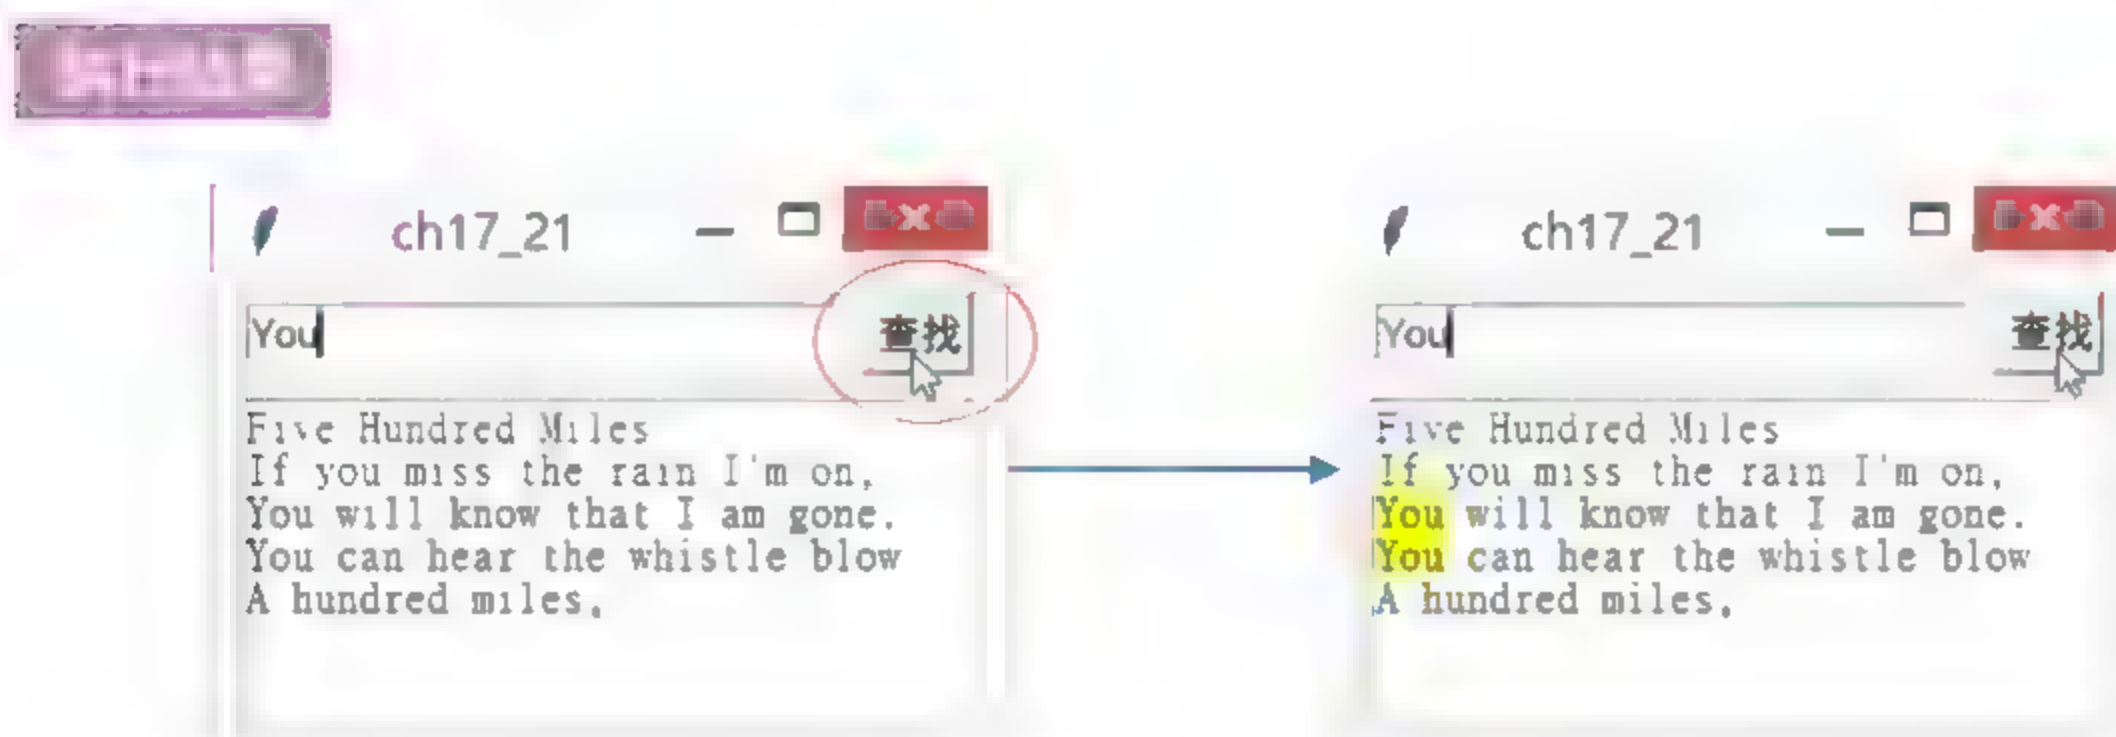 ch17_21
You
查找
Five Hundred Miles
If you miss the rain I'm on,
You will know that I am gone.
You can hear the whistle blow
A hundred miles,
ch17_21
You
查找
Five Hundred Miles
If you miss the rain I'm on,
You will know that I am gone.
You can hear the whistle blow
A hundred miles,